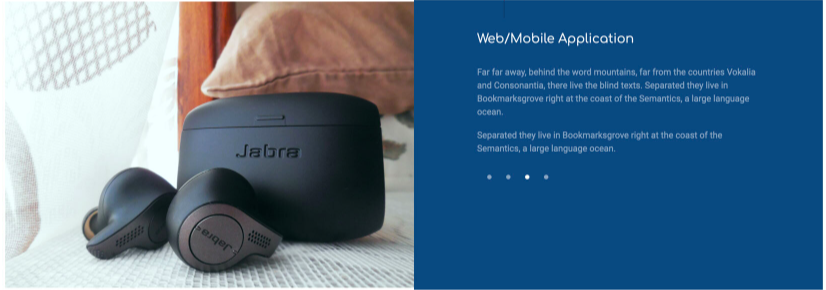 Jabra
Jabra
Web/Mobile Application
Far far away, behind the word mountains, far from the countries Vokalia
and Consonantia, there live the blind texts. Separated they live in
Bookmarksgrove right at the coast of the Semantics, a large language
ocean.
Separated they live in Bookmarksgrove right at the coast of the
Semantics, a large language ocean.